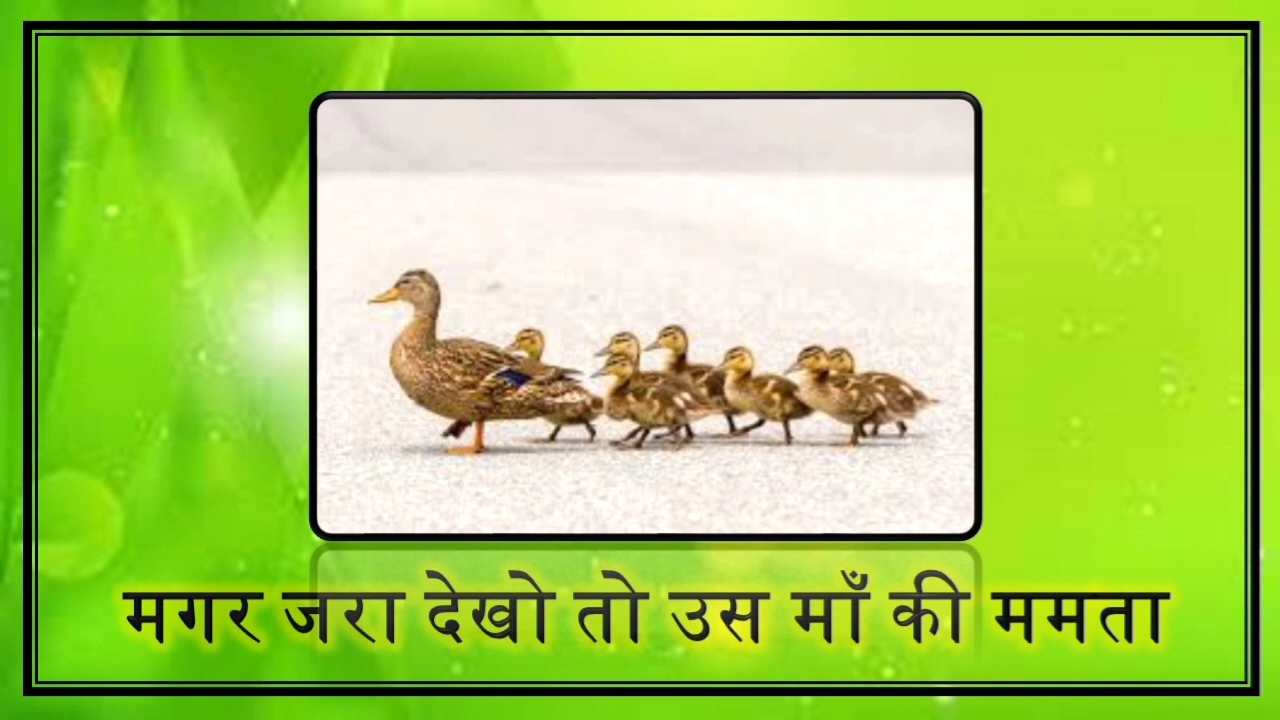 मगर जरा देखो तो उस माँ की ममता